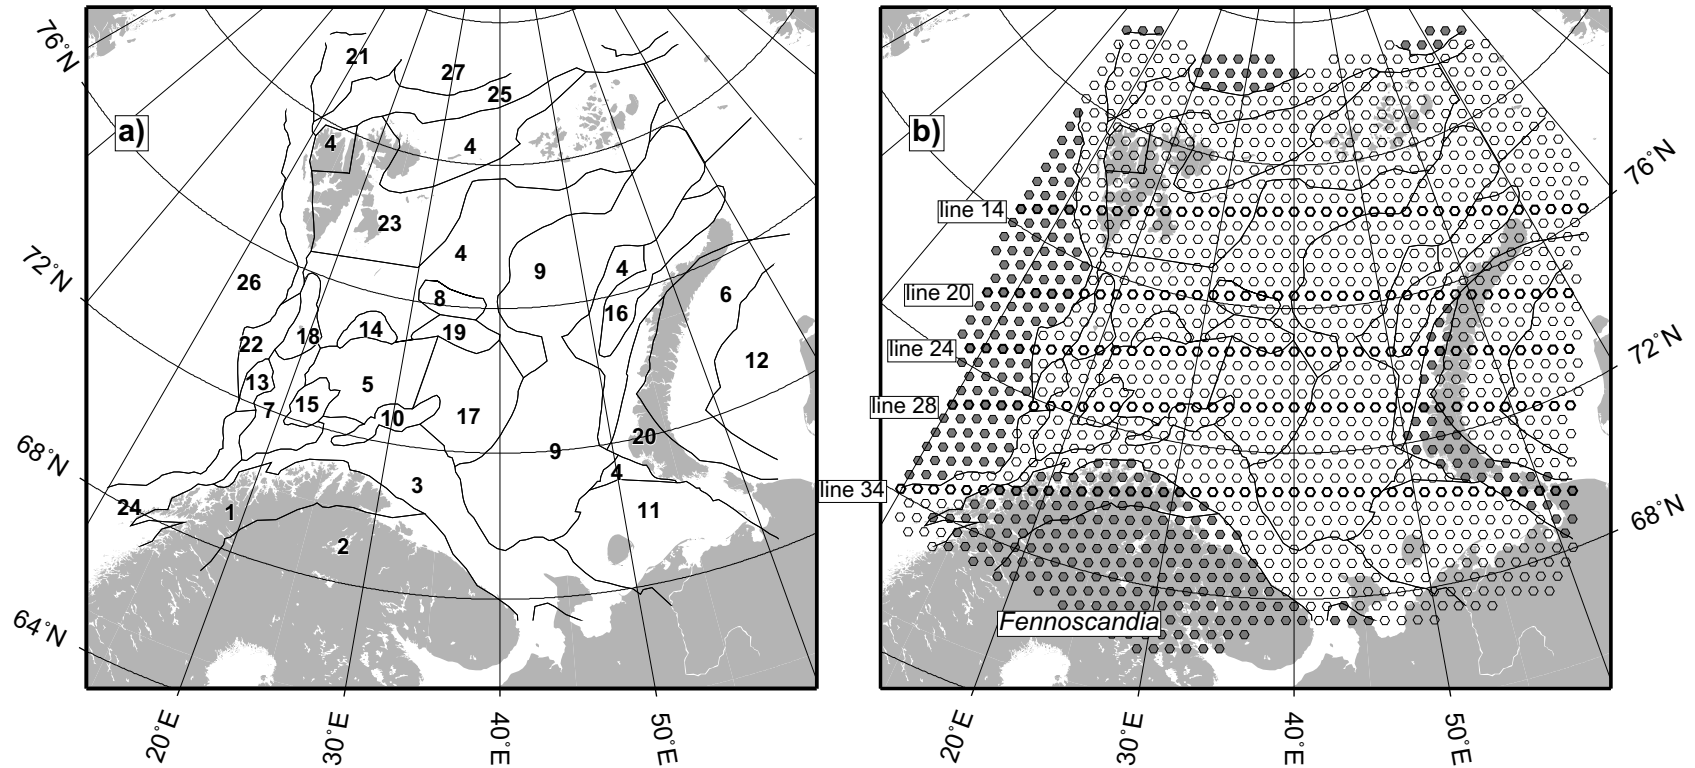 76°N
72°N
68°N
64°N
a)
21
27
25
4
4
23
4
9
4
26
8
16
6
18
14
19
22
12
13
5
7
15
10
17
20
9
4
3
24
1
11
2
20°E
30°E
40°E
50°E
b)
line 14
line 20
line 24
line 28
line 34
Fennoscandia
76°N
72°N
68°N
20°E
30°E
40°E
50°E